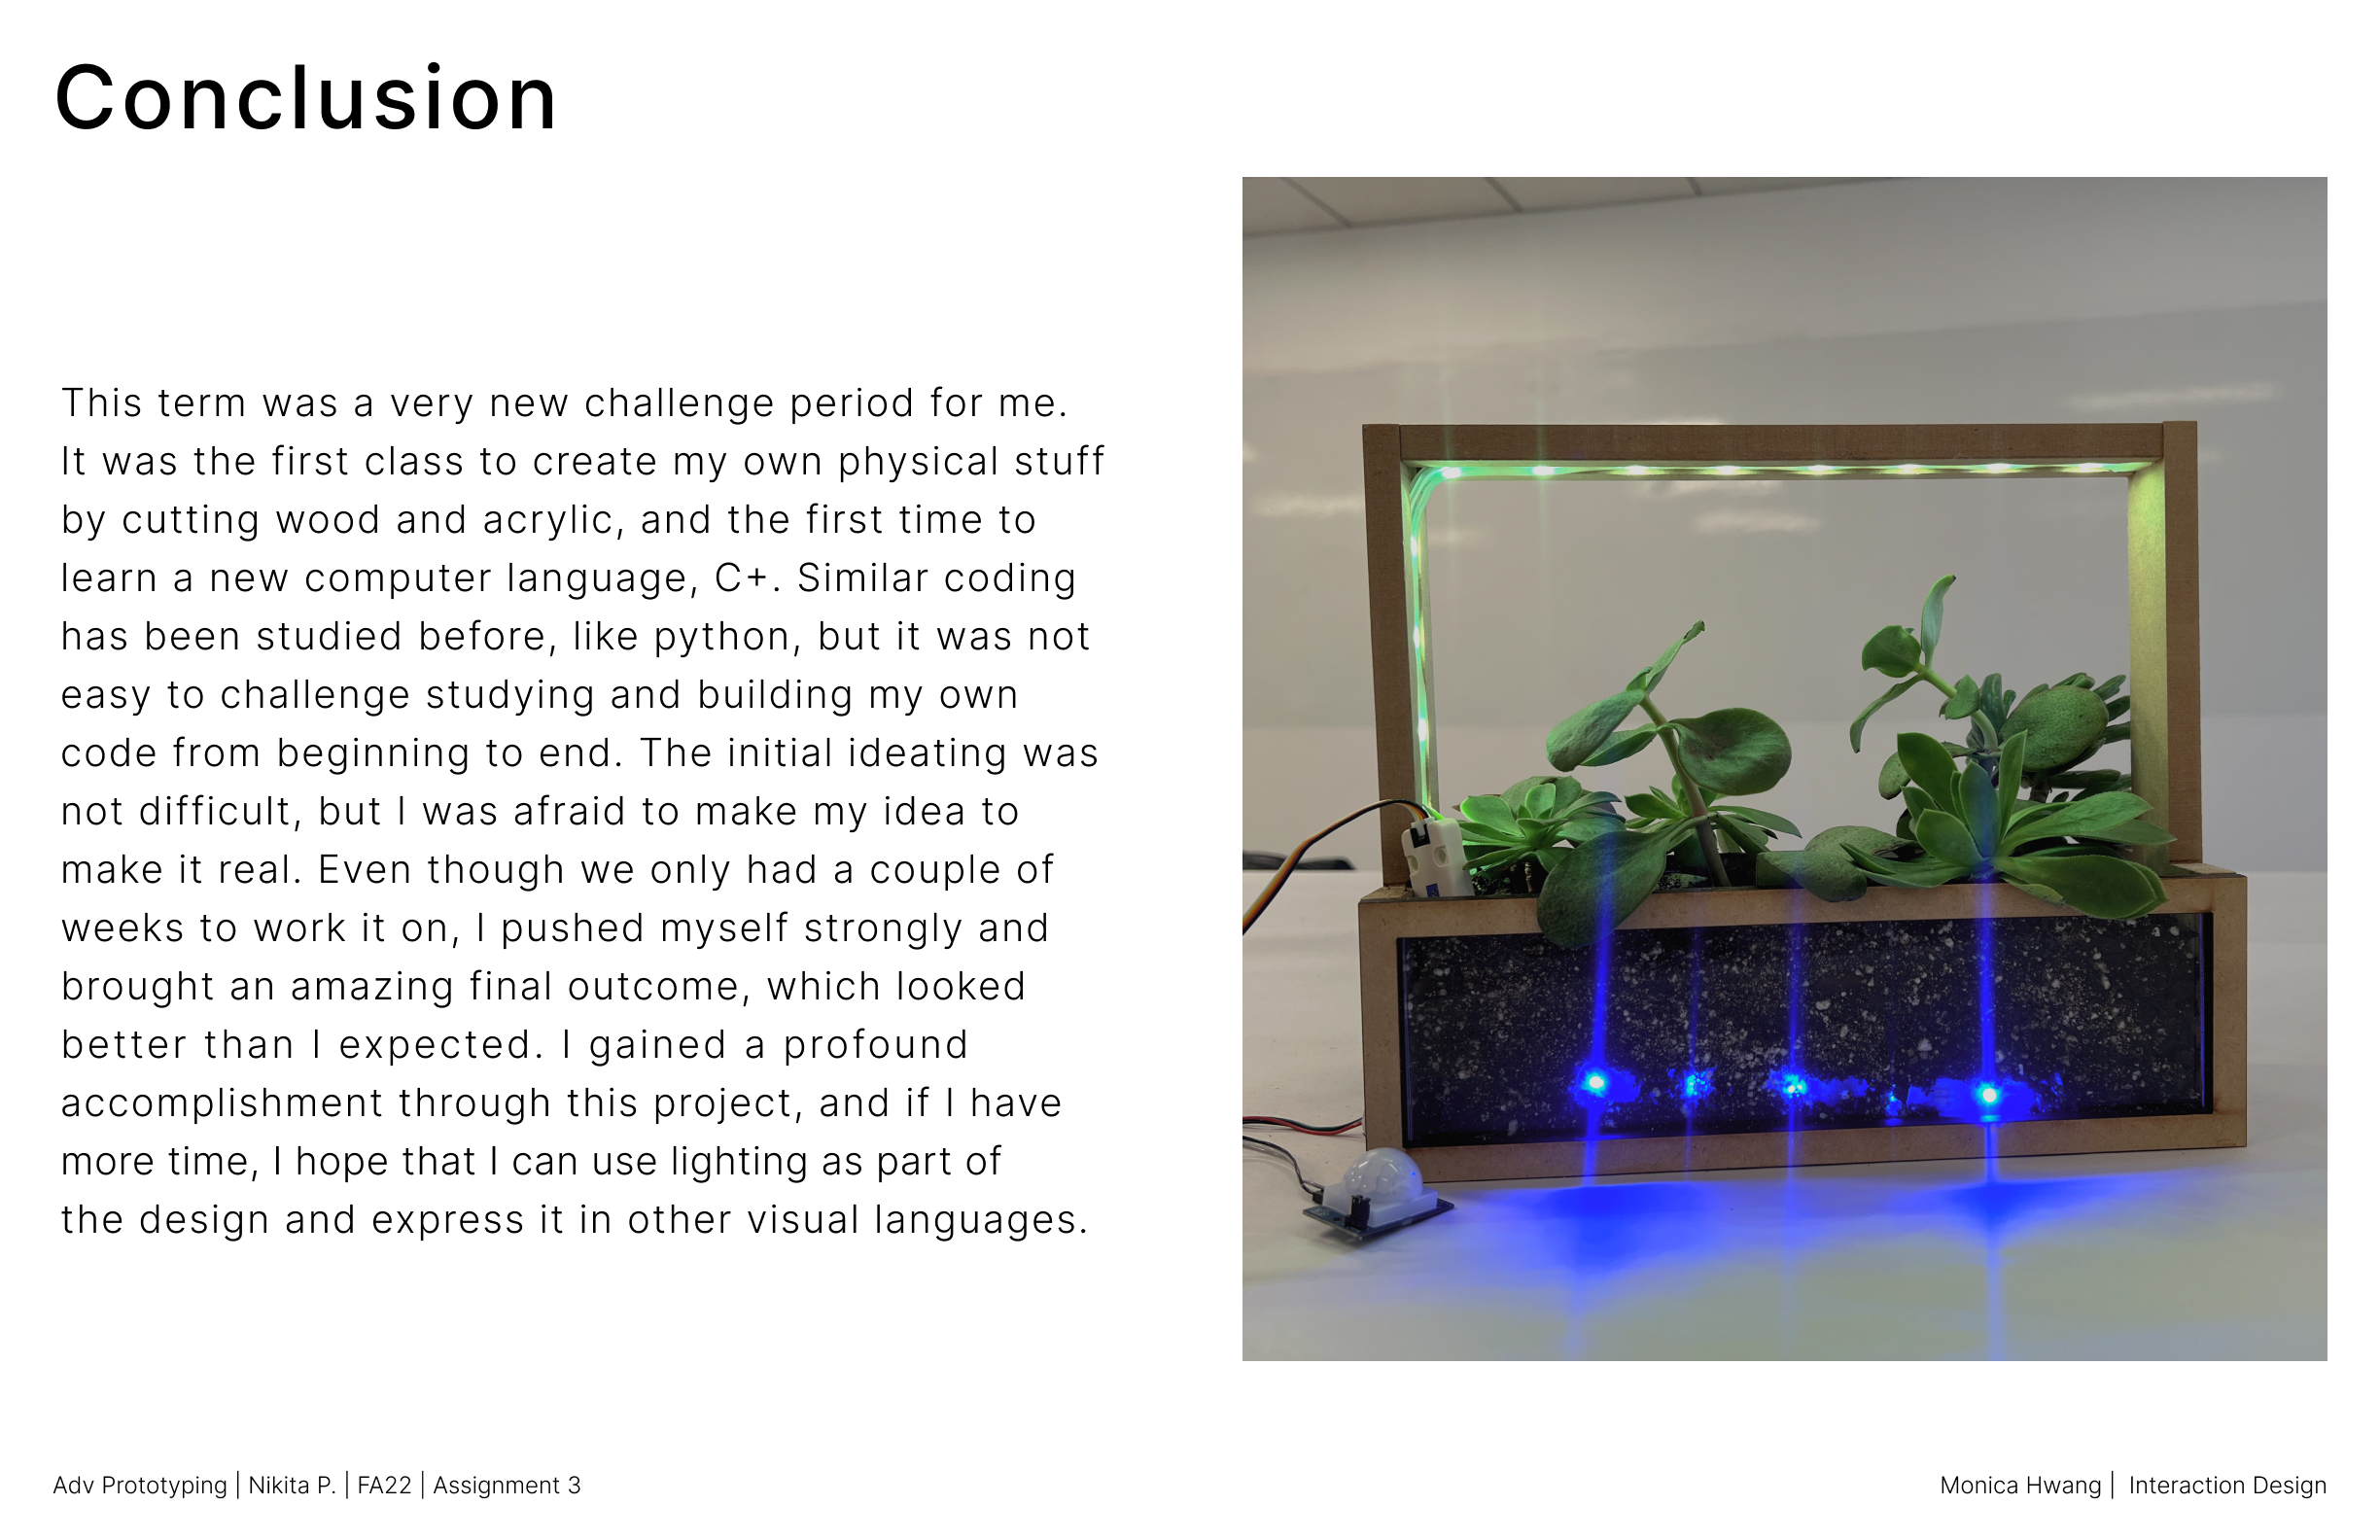 Conclusion
This term was a very new challenge period for me.
It was the first class to create my own physical stuff
by cutting wood and acrylic, and the first time to
learn a new computer language, C+. Similar coding
has been studied before, like python, but it was not
easy to challenge studying and building my own
code from beginning to end. The initial ideating was
not difficult, but I was afraid to make my idea to
make it real. Even though we only had a couple of
weeks to work it on, I pushed myself strongly and
brought an amazing final outcome, which looked
better than I expected. I gained a profound
accomplishment through this project, and if I have
more time, I hope that I can use lighting as part of
the design and express it in other visual languages.
Adv Prototyping | Nikita P. | FA22 | Assignment 3
Monica Hwang | Interaction Design